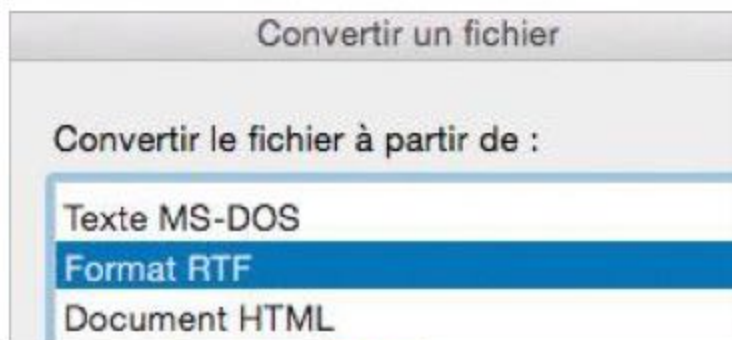 Convertir un fichier
Convertir le fichier à partir de :
Texte MS-DOS
Format RTF
Document HTML